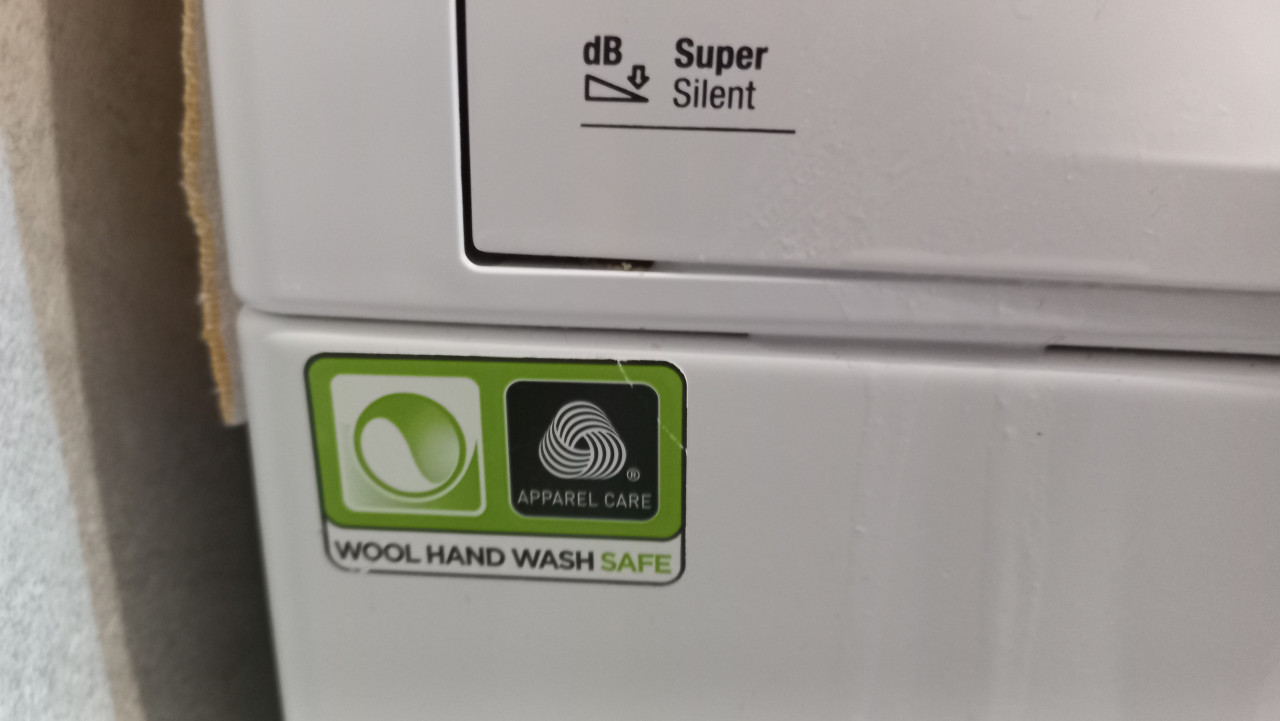 dB Super
Silent
®
APPAREL CARE
WOOL HAND WASH SAFE